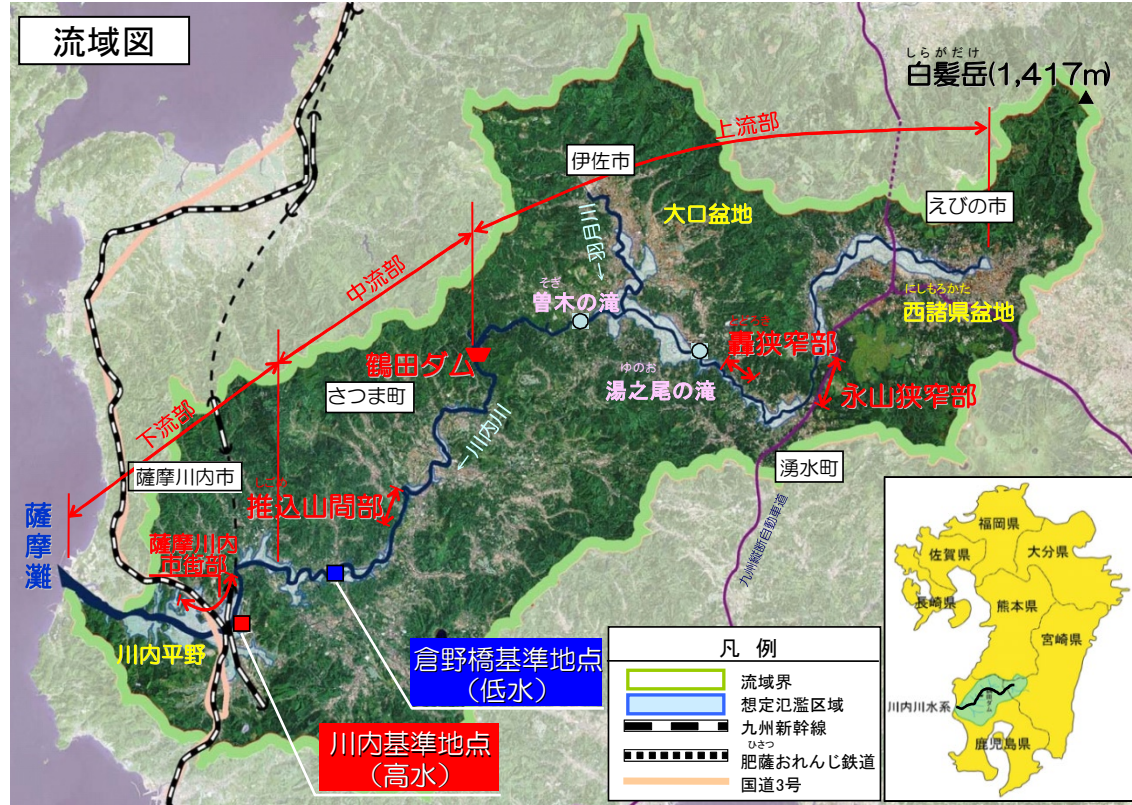 流域図
しらがだけ
白髪岳(1,417m)
上流部
伊佐市
大口盆地
えびの市
羽月川→
中流部
そぎ
曽木の滝
にしもろかた
西諸県盆地
とどろ
轟狭窄部
鶴田ダム
ゆのお
湯之尾の滝
永山狭窄部
さつま町
下流部
←川内川
湧水町
薩摩川内市
推込山間部
薩摩灘
薩摩川内
市街部
九州縦断自動車道
川内平野
倉野橋基準地点
(低水)
川内基準地点
(高水)
凡 例
流域界
想定氾濫区域
九州新幹線
ひさつ
肥薩おれんじ鉄道
国道3号
福岡県
佐賀県
大分県
長崎県
熊本県
宮崎県
川内川水系
鹿児島県